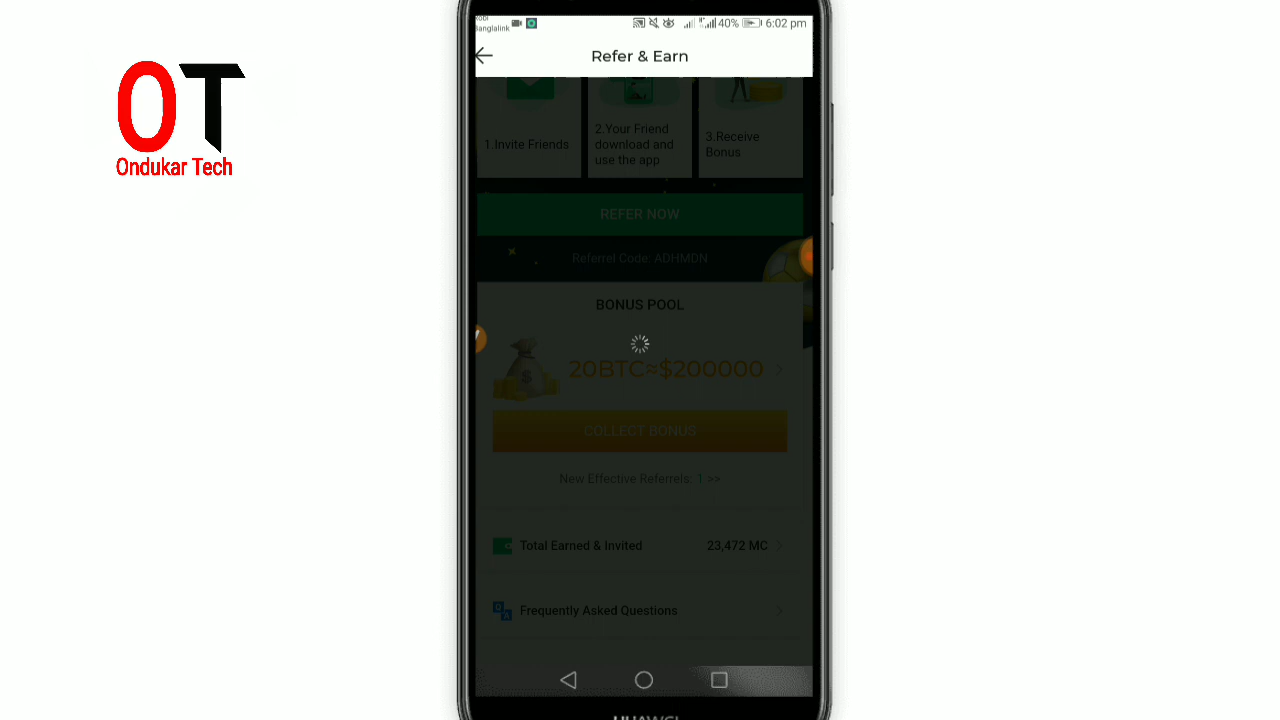 OT
Ondukar Tech
Robi
Banglalink
40%
6:02 pm
Refer & Earn
1.Invite Friends
2.Your Friend
download and
use the app
3.Receive
Bonus
REFER NOW
Referral Code: ADHMDN
BONUS POOL
20BTC≈$200000
COLLECT BONUS
New Effective Referrels: 1 >>
Total Earned & Invited
23,472 MC
Frequently Asked Questions
Q
A
HUAWEI